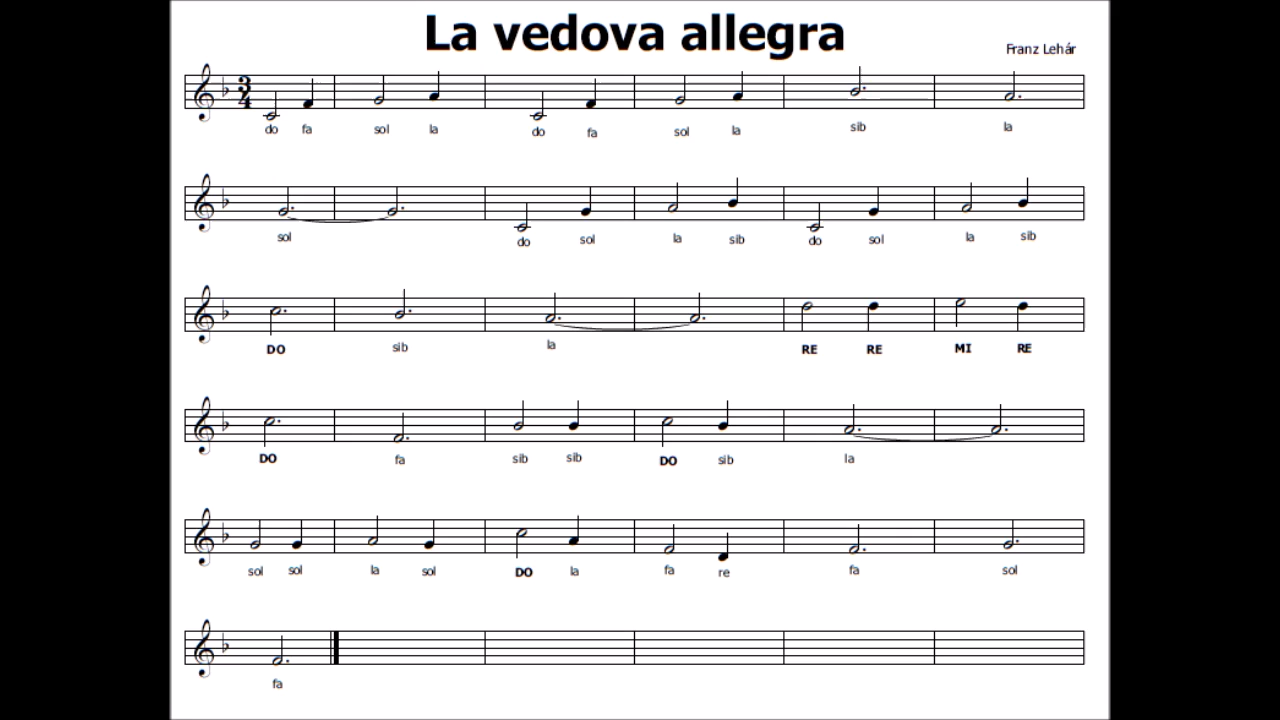 La vedova allegra
Franz Lehár
3
4
do fa sol la do fa sol la sib la
sol do sol la sib do sol la sib
DO sib la RE RE MI RE
DO fa sib sib DO sib la
sol sol la sol DO la fa re fa sol
fa